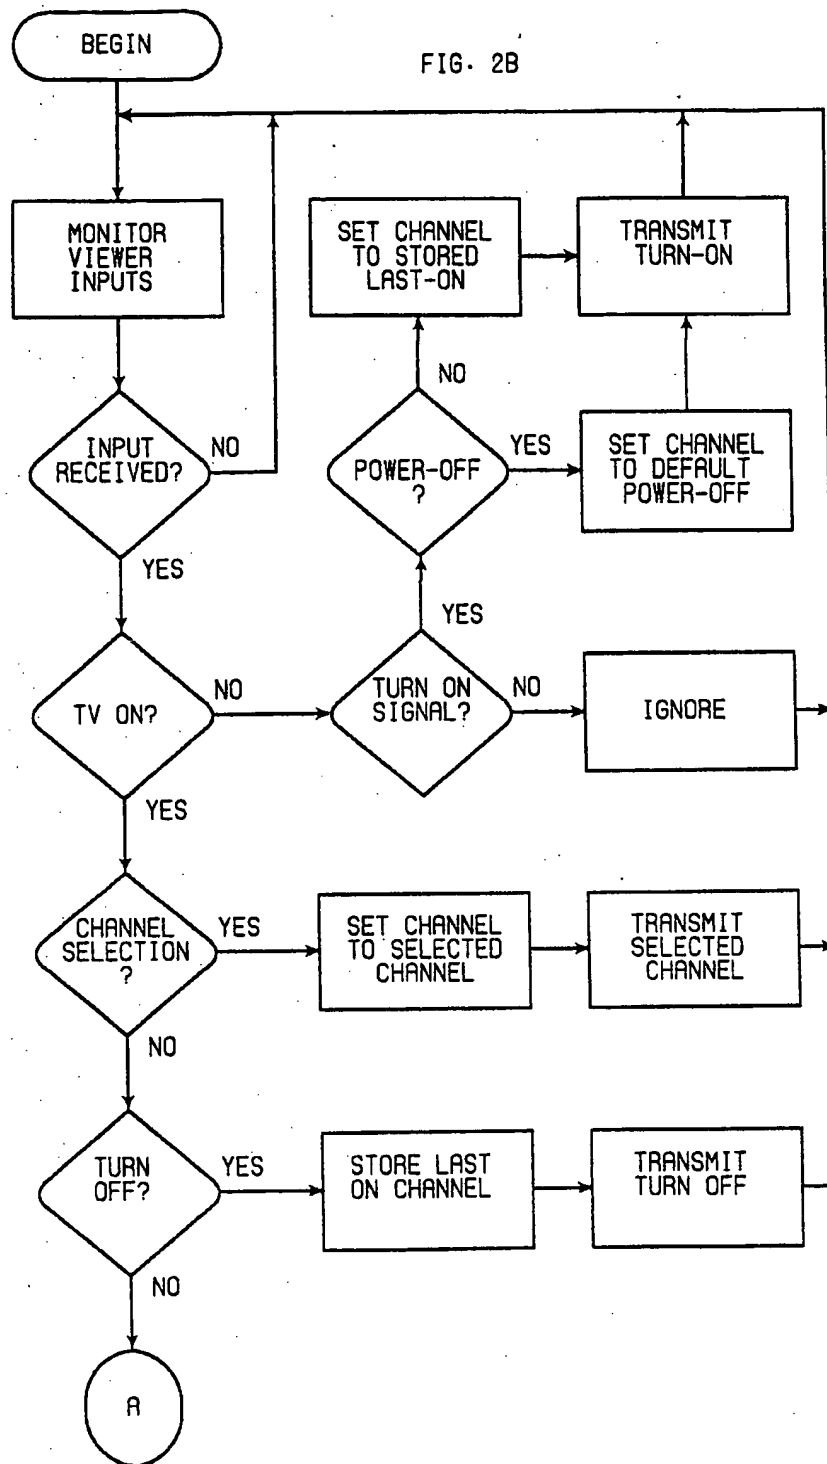 BEGIN
FIG. 2B
MONITOR
VIEWER
INPUTS
SET CHANNEL
TO STORED
LAST-ON
TRANSMIT
TURN-ON
INPUT
RECEIVED?
NO
YES
NO
POWER-OFF
?
YES
SET CHANNEL
TO DEFAULT
POWER-OFF
YES
TV ON?
NO
YES
TURN ON
SIGNAL?
NO
IGNORE
CHANNEL
SELECTION
?
YES
NO
SET CHANNEL
TO SELECTED
CHANNEL
TRANSMIT
SELECTED
CHANNEL
TURN
OFF?
YES
NO
STORE LAST
ON CHANNEL
TRANSMIT
TURN OFF
A